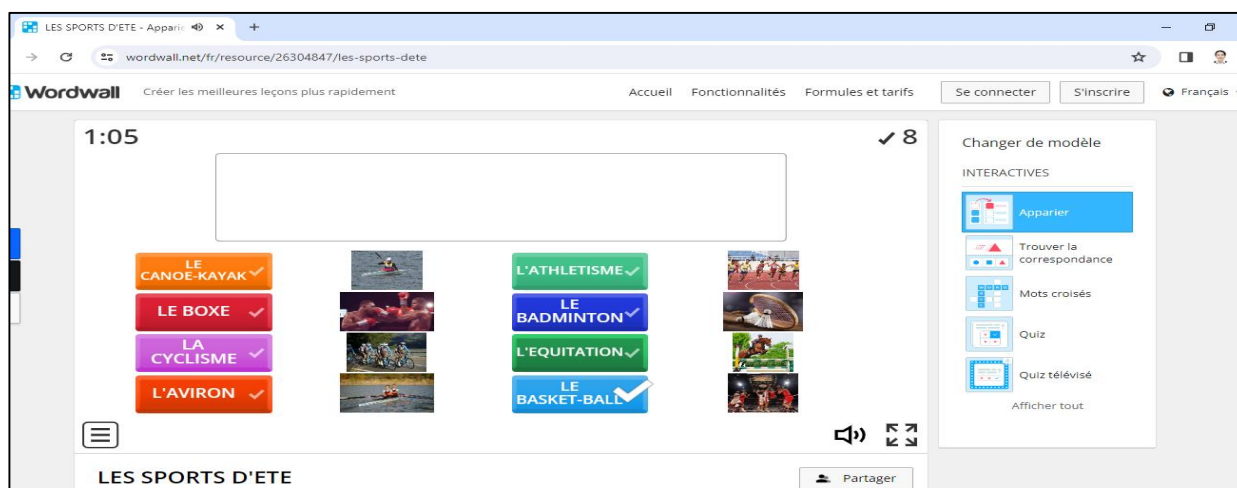 LES SPORTS D'ETE - Apparie
wordwall.net/fr/resource/26304847/les-sports-dete
Wordwall
Créer les meilleures leçons plus rapidement
Accueil
Fonctionnalités
Formules et tarifs
Se connecter
S'inscrire
Français
1:05
8
LE
CANOE-KAYAK
L'ATHLETISME
LE BOXE
LE
BADMINTON
LA
CYCLISME
L'EQUITATION
L'AVIRON
LE
BASKET-BALL
LES SPORTS D'ETE
Partager
Changer de modèle
INTERACTIVES
Apparier
Trouver la
correspondance
Mots croisés
Quiz
Quiz télévisé
Afficher tout